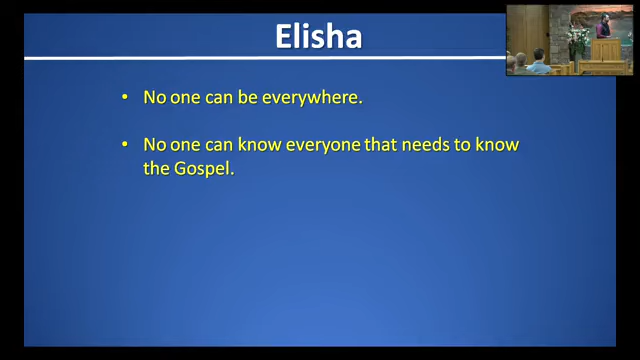 Elisha
• No one can be everywhere.
• No one can know everyone that needs to know
the Gospel.